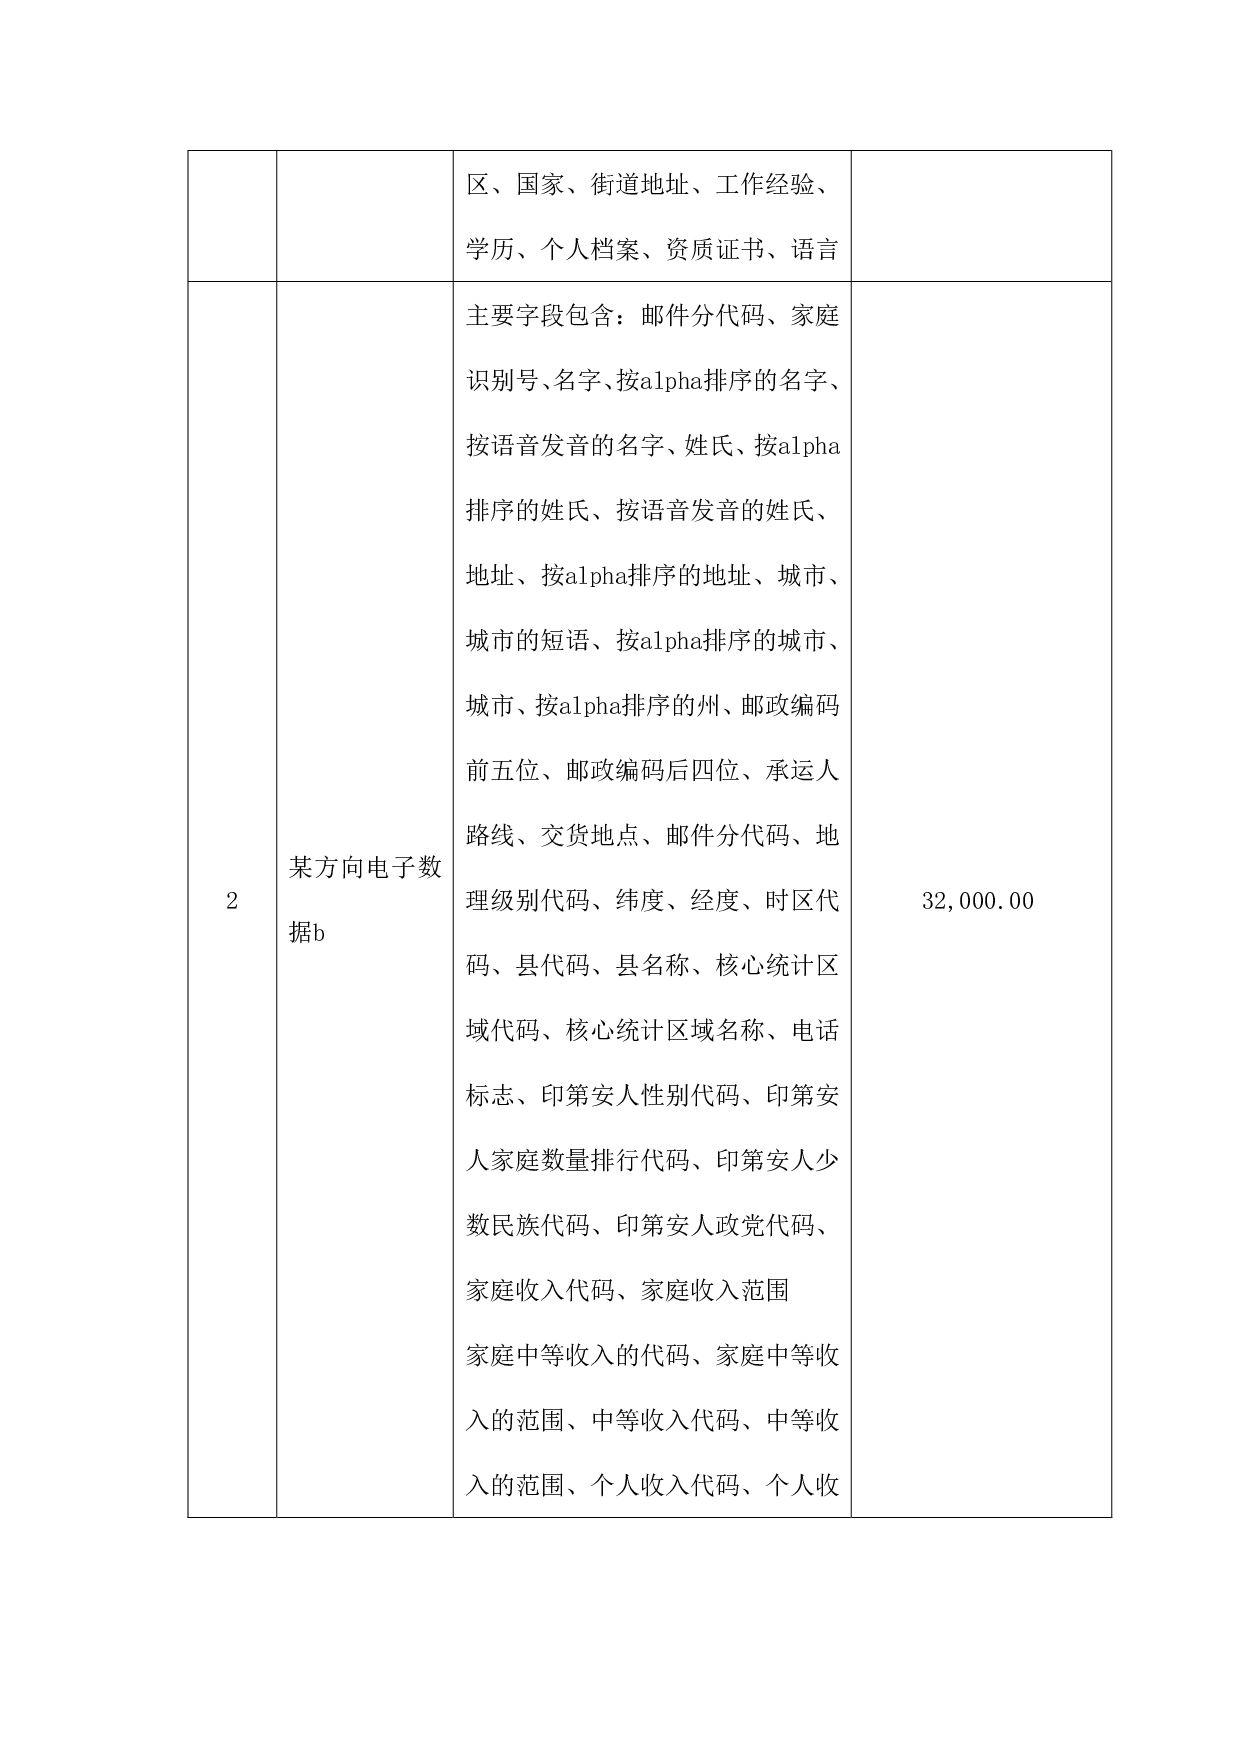 区、国家、街道地址、工作经验、
学历、个人档案、资质证书、语言
2
某方向电子数
据b
主要字段包含：邮件分代码、家庭
识别号、名字、按alpha排序的名字、
按语音发音的名字、姓氏、按alpha
排序的姓氏、按语音发音的姓氏、
地址、按alpha排序的地址、城市、
城市的短语、按alpha排序的城市、
城市、按alpha排序的州、邮政编码
前五位、邮政编码后四位、承运人
路线、交货地点、邮件分代码、地
理级别代码、纬度、经度、时区代
码、县代码、县名称、核心统计区
域代码、核心统计区域名称、电话
标志、印第安人性别代码、印第安
人家庭数量排行代码、印第安人少
数民族代码、印第安人政党代码、
家庭收入代码、家庭收入范围
家庭中等收入的代码、家庭中等收
入的范围、中等收入代码、中等收
入的范围、个人收入代码、个人收
32,000.00